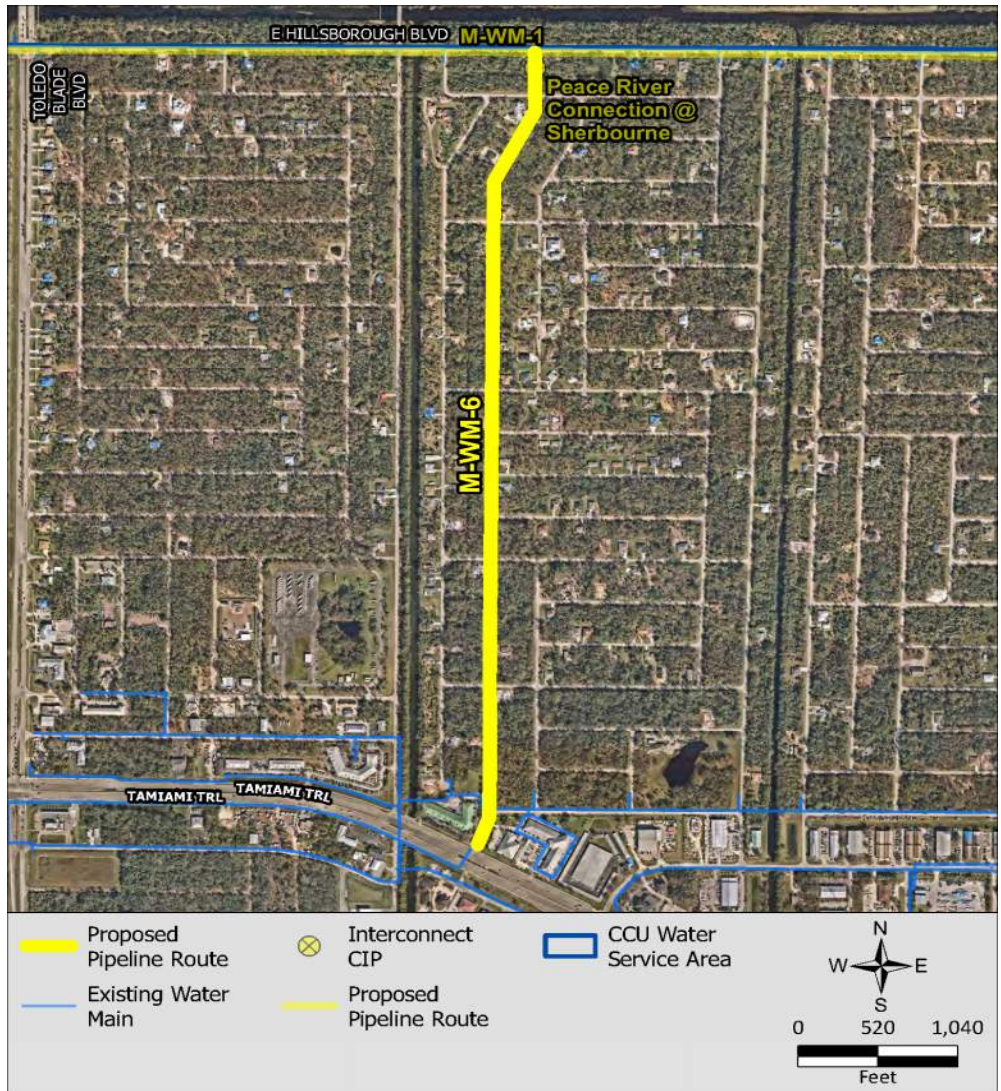 E HILLSBOROUGH BLVD
M-WM-1
TOLEDO
BLADE
BLVD
Peace River
Connection @
Sherbourne
M-WM-6
TAMIAMI TRL
TAMIAMI TRL
Proposed
Pipeline Route
Interconnect
CIP
CCU Water
Service Area
Existing Water
Main
Proposed
Pipeline Route
N
W
E
S
0 520 1,040
Feet